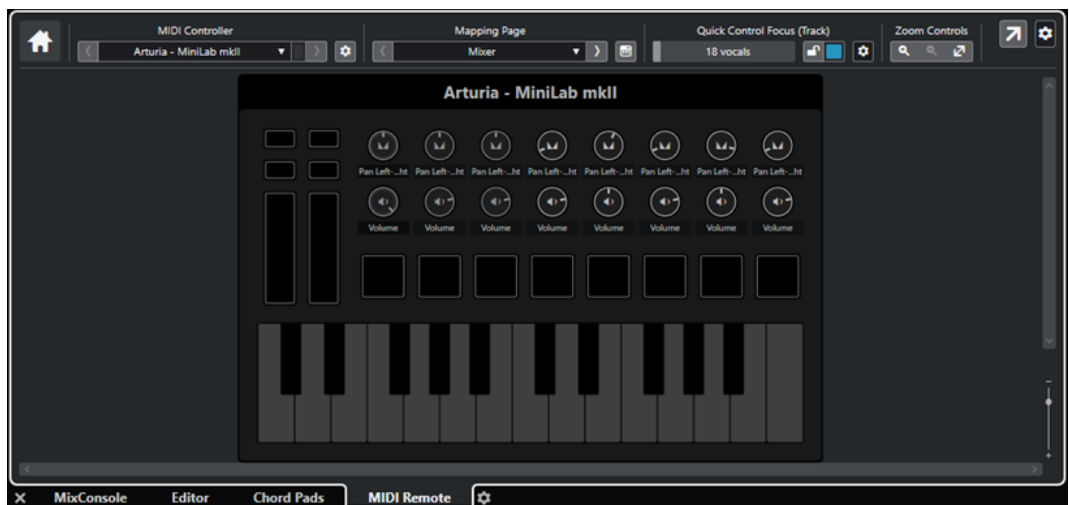 MIDI Controller
Mapping Page
Quick Control Focus (Track)
Zoom Controls
Arturia - MiniLab mkII
Mixer
18 vocals
Arturia - MiniLab mkII
Pan Left-...ht Pan Left-...ht Pan Left-...ht Pan Left-...ht Pan Left-...ht Pan Left-...ht Pan Left-...ht Pan Left-...ht
Volume Volume Volume Volume Volume Volume Volume Volume
MixConsole Editor Chord Pads MIDI Remote